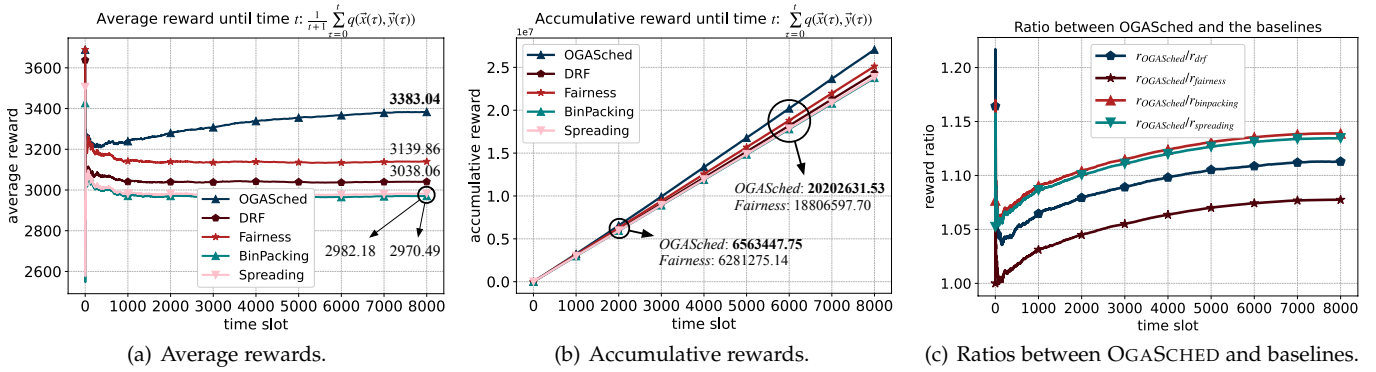 Average reward until time t: 1/(t+1) ∑_{τ=0}^{t} q(x⃗(τ), y⃗(τ))
3600
3400
3200
3000
2800
2600
average reward
3383.04
3139.86
3038.06
OGASched
DRF
Fairness
BinPacking
Spreading
2982.18
2970.49
0 1000 2000 3000 4000 5000 6000 7000 8000
time slot
(a) Average rewards.
Accumulative reward until time t: ∑_{τ=0}^{t} q(x⃗(τ), y⃗(τ))
1e7
2.5
2.0
1.5
1.0
0.5
0.0
accumulative reward
OGASched
DRF
Fairness
BinPacking
Spreading
OGASched: 20202631.53
Fairness: 18806597.70
OGASched: 6563447.75
Fairness: 6281275.14
0 1000 2000 3000 4000 5000 6000 7000 8000
time slot
(b) Accumulative rewards.
Ratio between OGASched and the baselines
1.20
1.15
1.10
1.05
1.00
reward ratio
r_OGASched/r_drf
r_OGASched/r_fairness
r_OGASched/r_binpacking
r_OGASched/r_spreading
0 1000 2000 3000 4000 5000 6000 7000 8000
time slot
(c) Ratios between OGASCHED and baselines.